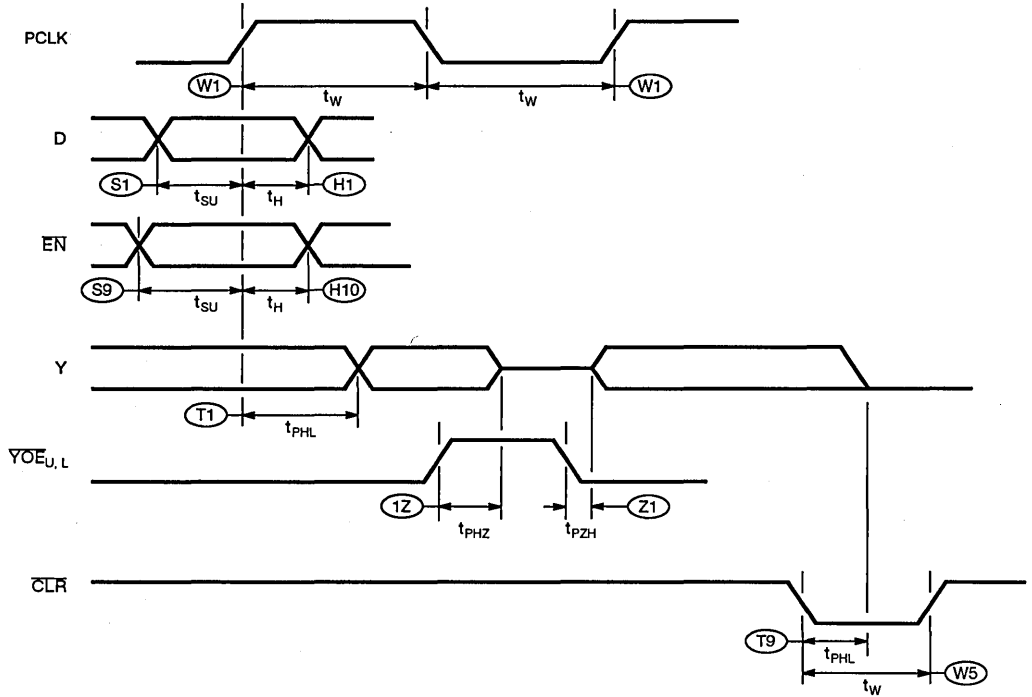 PCLK
W1 tW tW W1
D
S1 tSU tH H1
EN
S9 tSU tH H10
Y
T1 tPHL
YOEU, L
1Z tPHZ tPZH Z1
CLR
T9 tPHL
tW W5